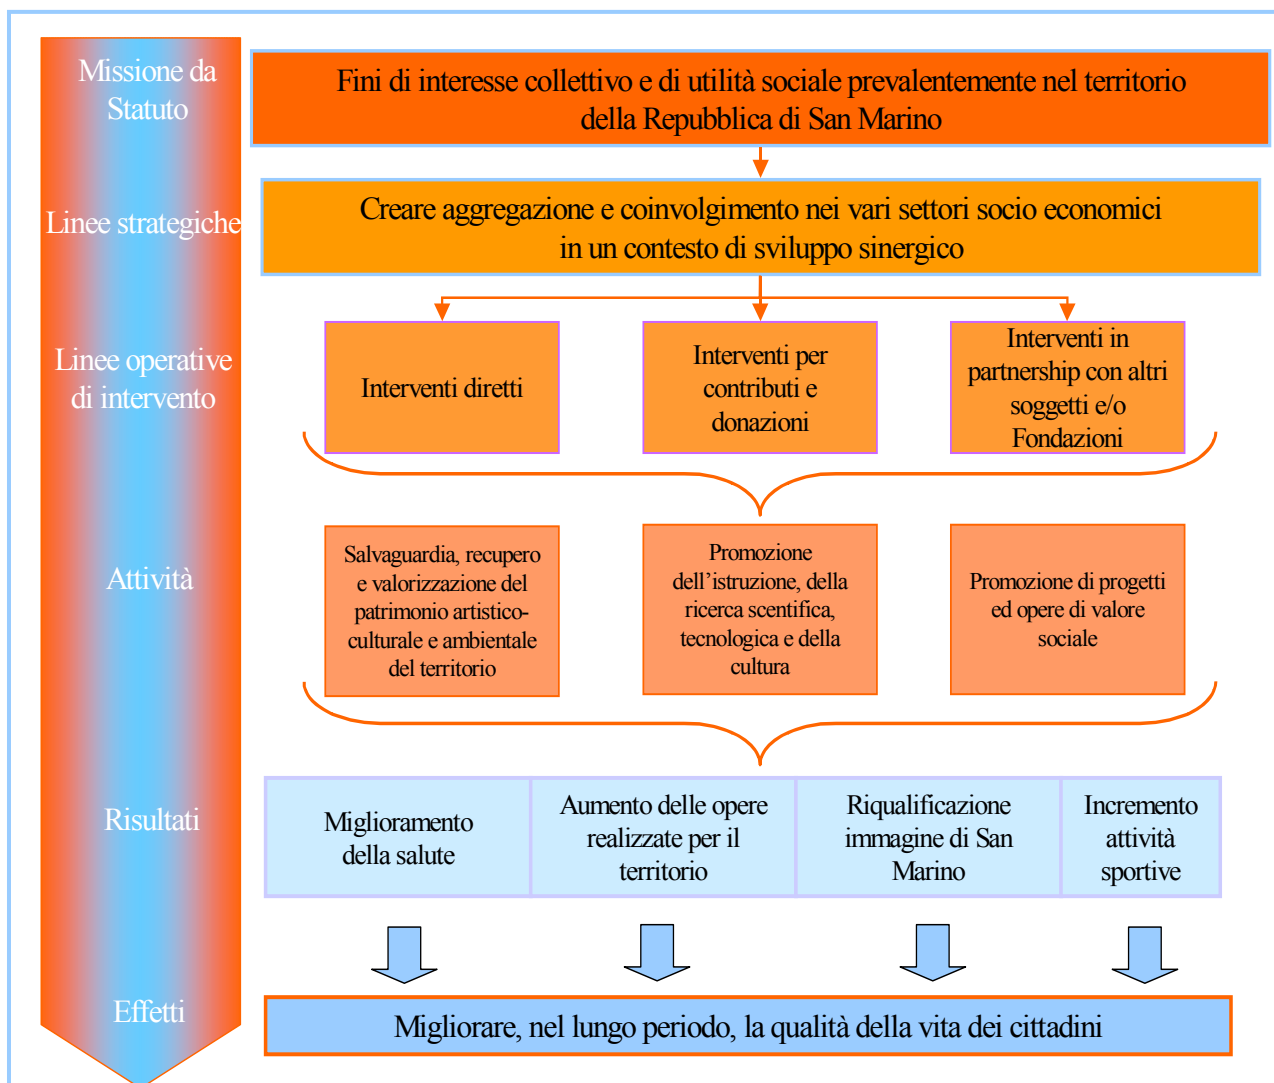 Missione da
Statuto
Fini di interesse collettivo e di utilità sociale prevalentemente nel territorio
della Repubblica di San Marino
Linee strategiche
Creare aggregazione e coinvolgimento nei vari settori socio economici
in un contesto di sviluppo sinergico
Linee operative
di intervento
Interventi diretti
Interventi per
contributi e
donazioni
Interventi in
partnership con altri
soggetti e/o
Fondazioni
Attività
Salvaguardia, recupero
e valorizzazione del
patrimonio artistico-
culturale e ambientale
del territorio
Promozione
dell’istruzione, della
ricerca scentifica,
tecnologica e della
cultura
Promozione di progetti
ed opere di valore
sociale
Risultati
Miglioramento
della salute
Aumento delle opere
realizzate per il
territorio
Riqualificazione
immagine di San
Marino
Incremento
attività
sportive
Effetti
Migliorare, nel lungo periodo, la qualità della vita dei cittadini